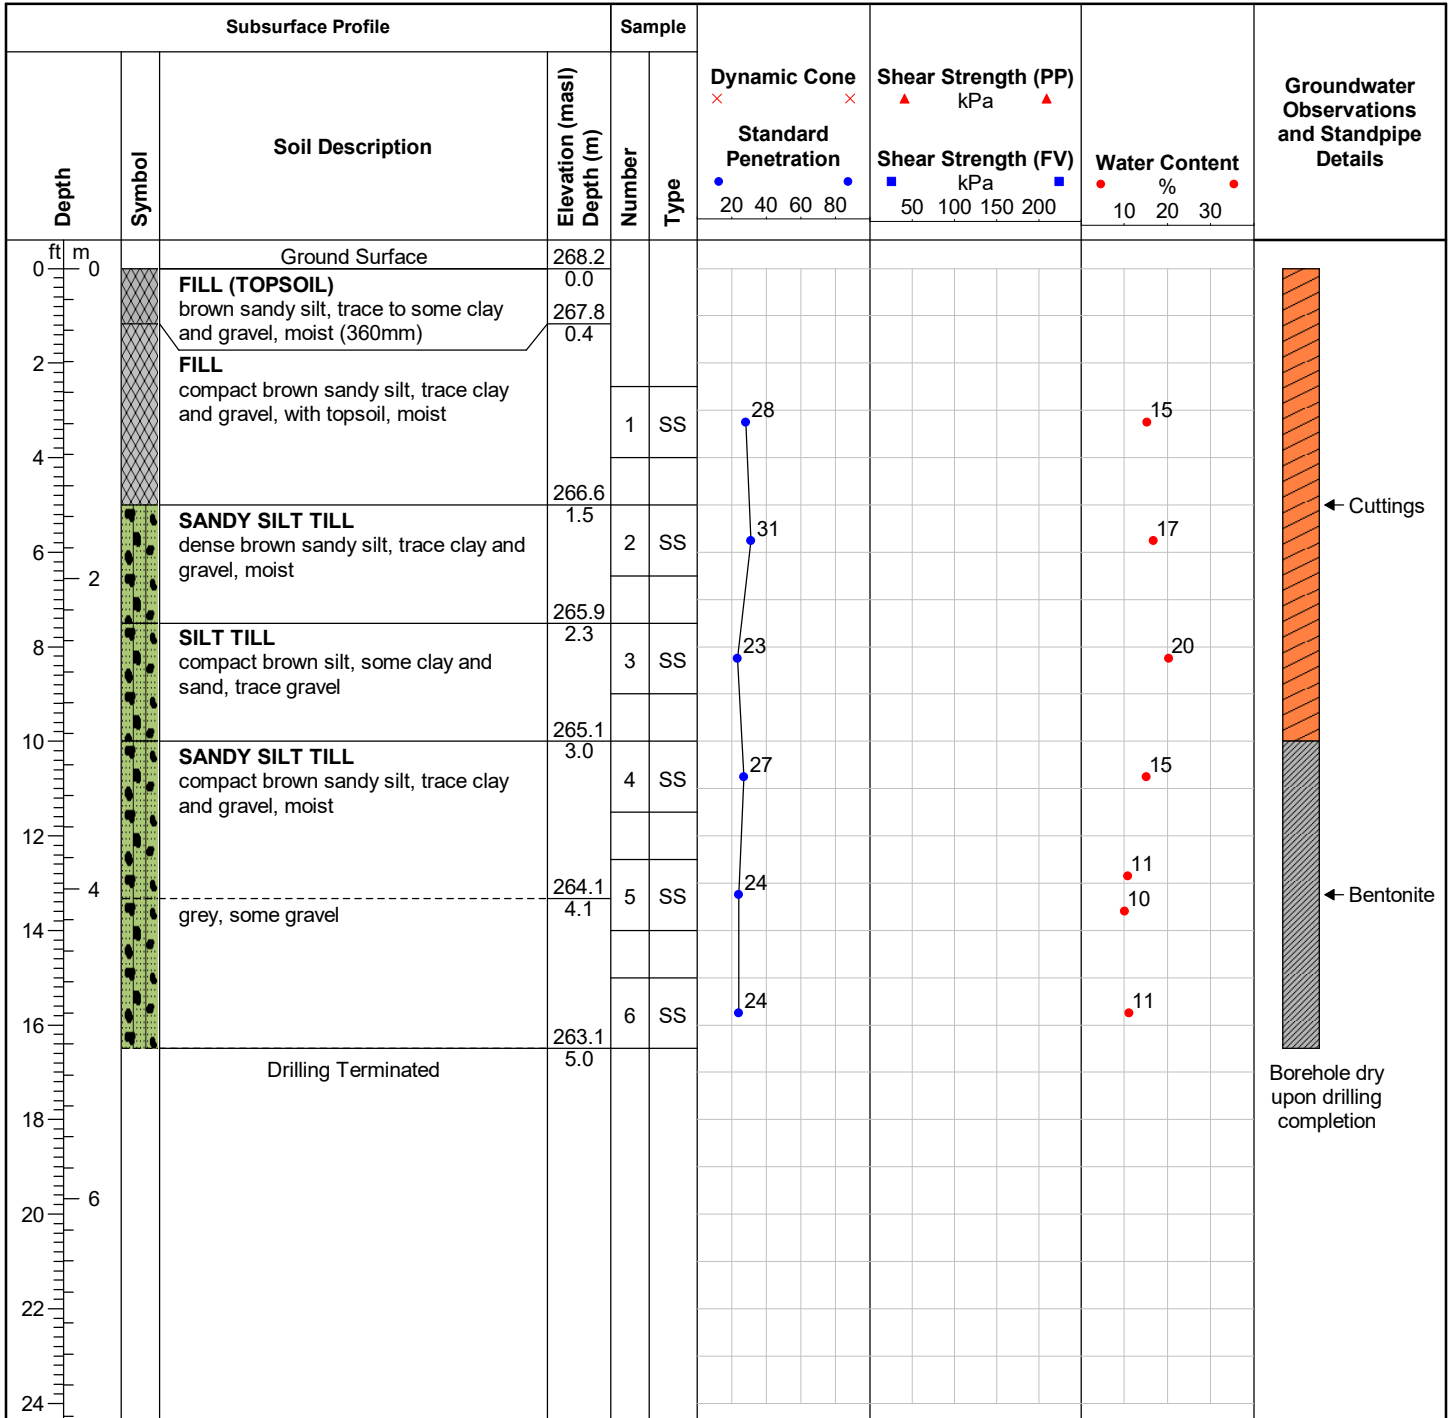 Subsurface Profile
Sample
Depth
Symbol
Soil Description
Elevation (masl)
Depth (m)
Number
Type
Dynamic Cone
Standard
Penetration
20 40 60 80
Shear Strength (PP)
kPa
Shear Strength (FV)
kPa
50 100 150 200
Water Content
%
10 20 30
Groundwater
Observations
and Standpipe
Details
ft m
Ground Surface 268.2
0 0
FILL (TOPSOIL) 0.0
brown sandy silt, trace to some clay 267.8
and gravel, moist (360mm) 0.4
2
FILL
compact brown sandy silt, trace clay
and gravel, with topsoil, moist
1 SS 28 15
4
266.6
1.5
SANDY SILT TILL
dense brown sandy silt, trace clay and
gravel, moist
2 SS 31 17
Cuttings
6
2
265.9
2.3
SILT TILL
compact brown silt, some clay and
sand, trace gravel
8
3 SS 23 20
265.1
10
3.0
SANDY SILT TILL
compact brown sandy silt, trace clay
and gravel, moist
4 SS 27 15
12
4
264.1
5 SS 24 11
10
Bentonite
4.1
grey, some gravel
14
6 SS 24 11
16
263.1
5.0
Drilling Terminated
Borehole dry
upon drilling
completion
18
6
20
22
24